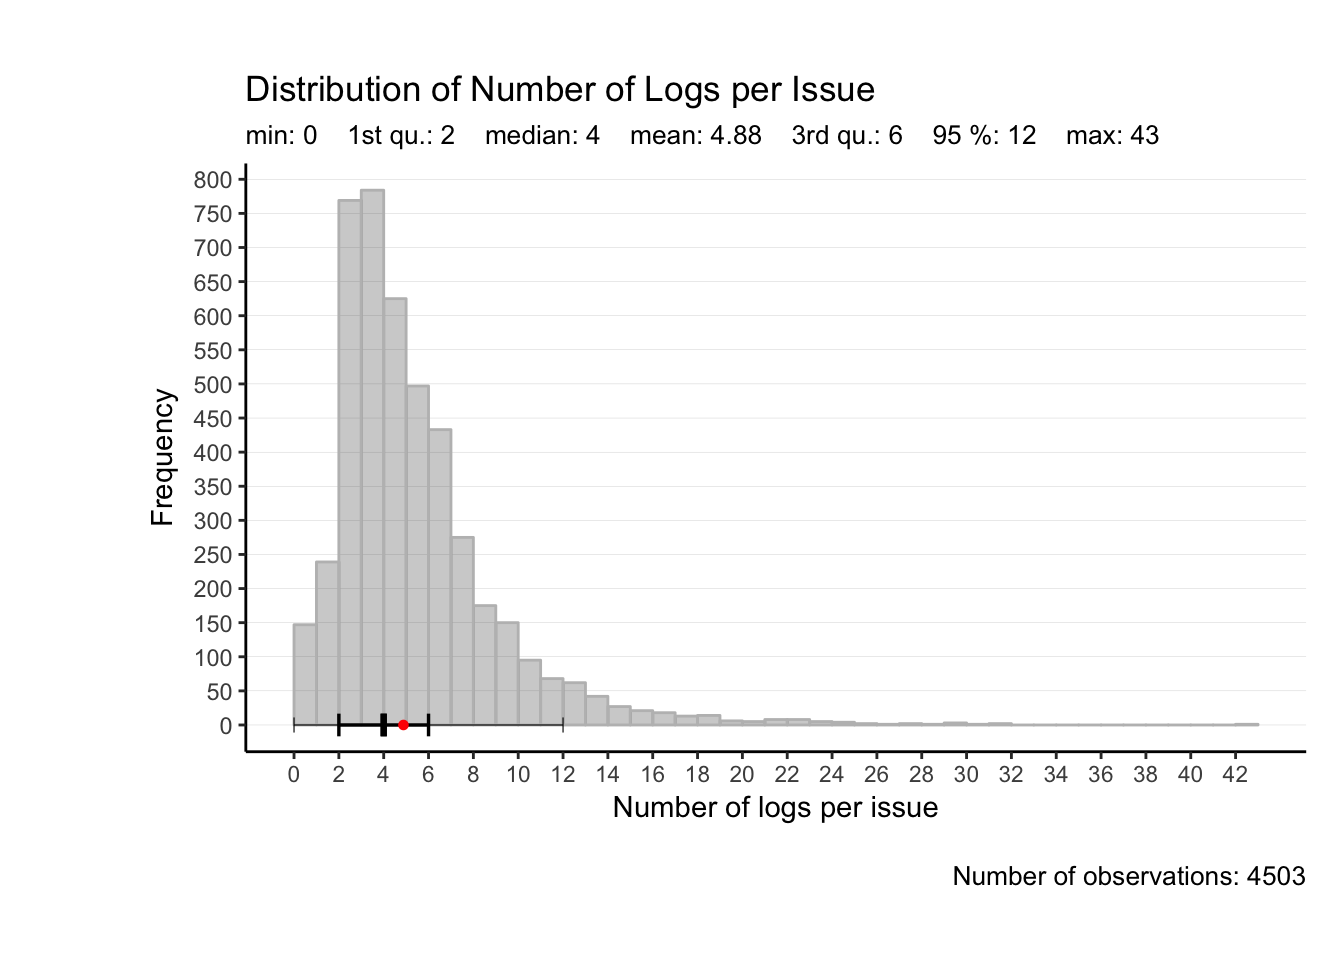 Distribution of Number of Logs per Issue
min: 0 1st qu.: 2 median: 4 mean: 4.88 3rd qu.: 6 95 %: 12 max: 43
800
750
700
650
600
550
500
450
400
350
300
250
200
150
100
50
0
Frequency
0 2 4 6 8 10 12 14 16 18 20 22 24 26 28 30 32 34 36 38 40 42
Number of logs per issue
Number of observations: 4503